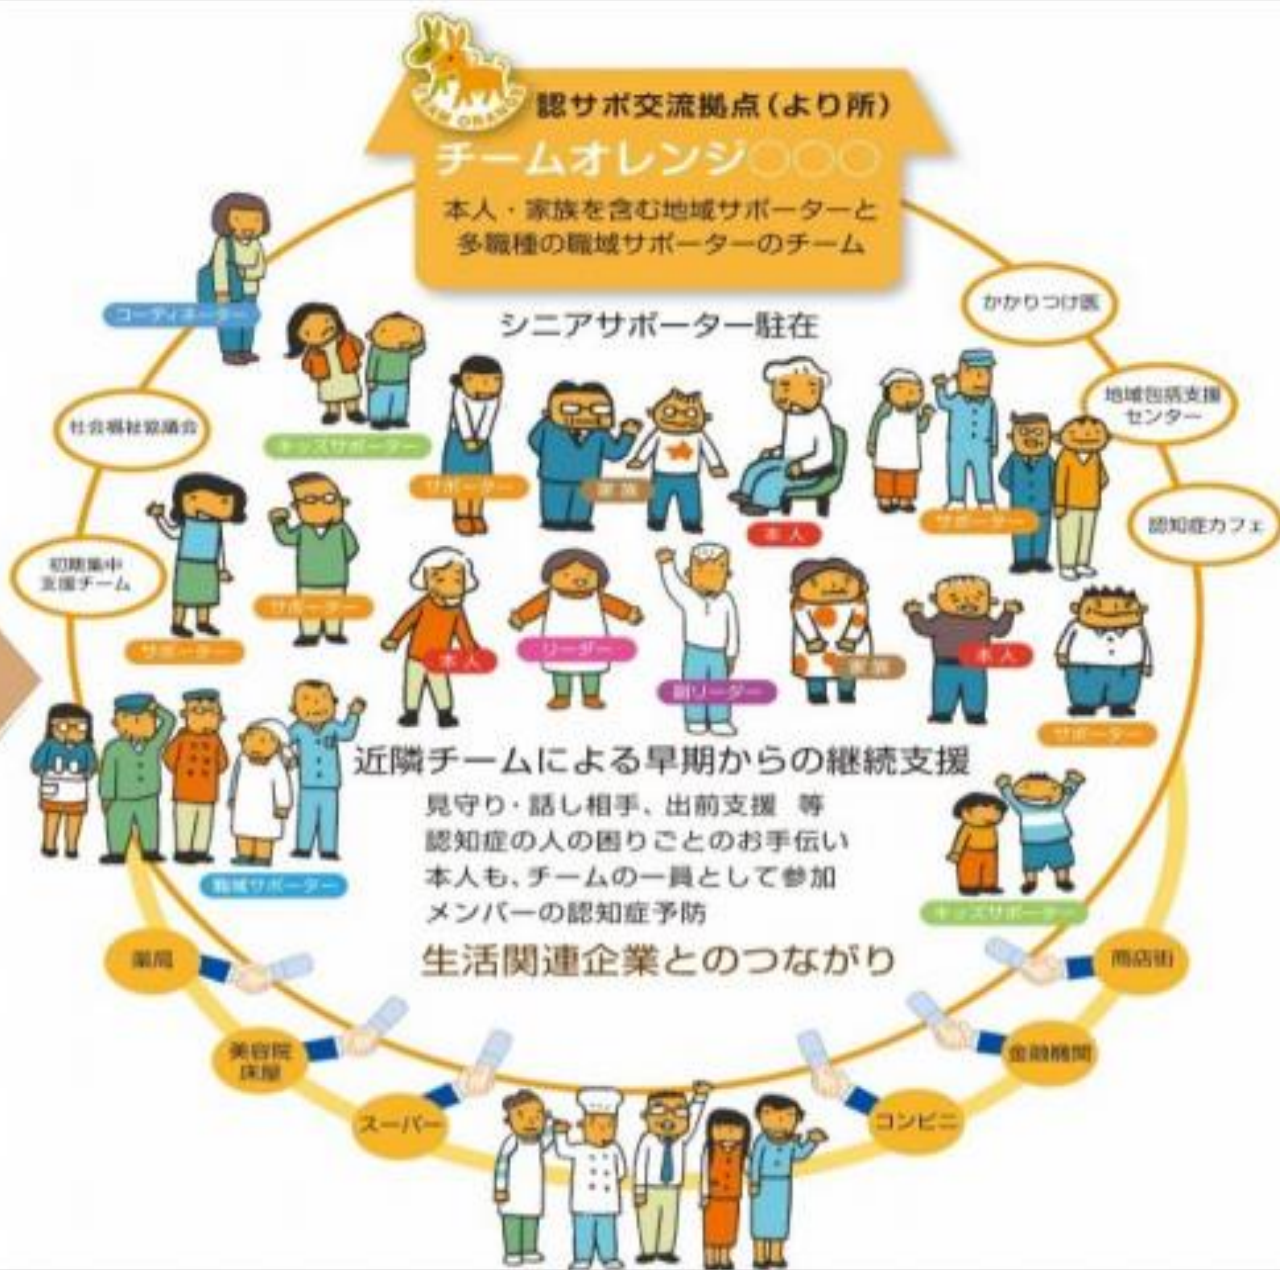 TEAM ORANGE
認サポ交流拠点(より所)
チームオレンジ○○○
本人・家族を含む地域サポーターと
多職種の職域サポーターのチーム
コーディネーター
シニアサポーター駐在
かかりつけ医
キッズサポーター
地域包括支援
センター
社会福祉協議会
サポーター
家族
本人
サポーター
認知症カフェ
初期集中
支援チーム
サポーター
サポーター
本人
リーダー
副リーダー
家族
本人
サポーター
近隣チームによる早期からの継続支援
見守り・話し相手、出前支援 等
認知症の人の困りごとのお手伝い
本人も、チームの一員として参加
メンバーの認知症予防
職域サポーター
キッズサポーター
生活関連企業とのつながり
薬局
商店街
美容院
床屋
金融機関
スーパー
コンビニ